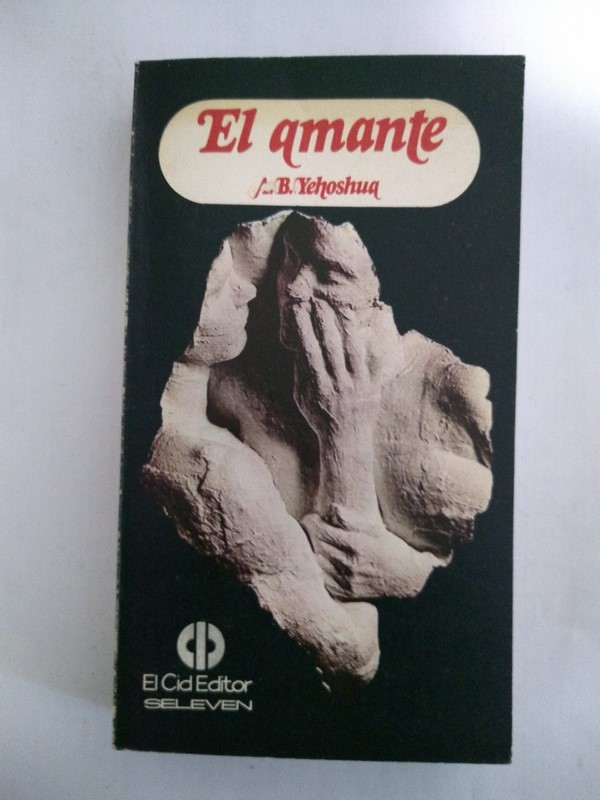 El amante
B. Yehoshua
El Cid Editor
SELEVEN